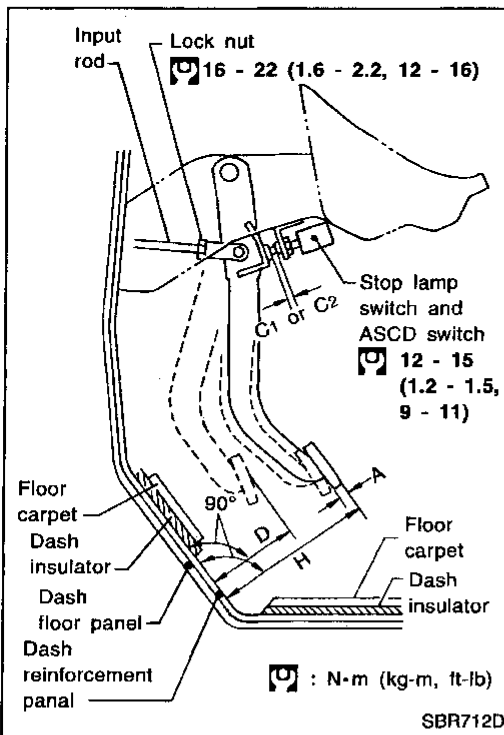 Input
rod
Lock nut
16 - 22 (1.6 - 2.2, 12 - 16)
C1 or C2
Stop lamp
switch and
ASCD switch
12 - 15
(1.2 - 1.5,
9 - 11)
A
90°
D
H
Floor
carpet
Dash
insulator
Dash
floor panel
Dash
reinforcement
panal
Floor
carpet
Dash
insulator
: N•m (kg-m, ft-lb)
SBR712D